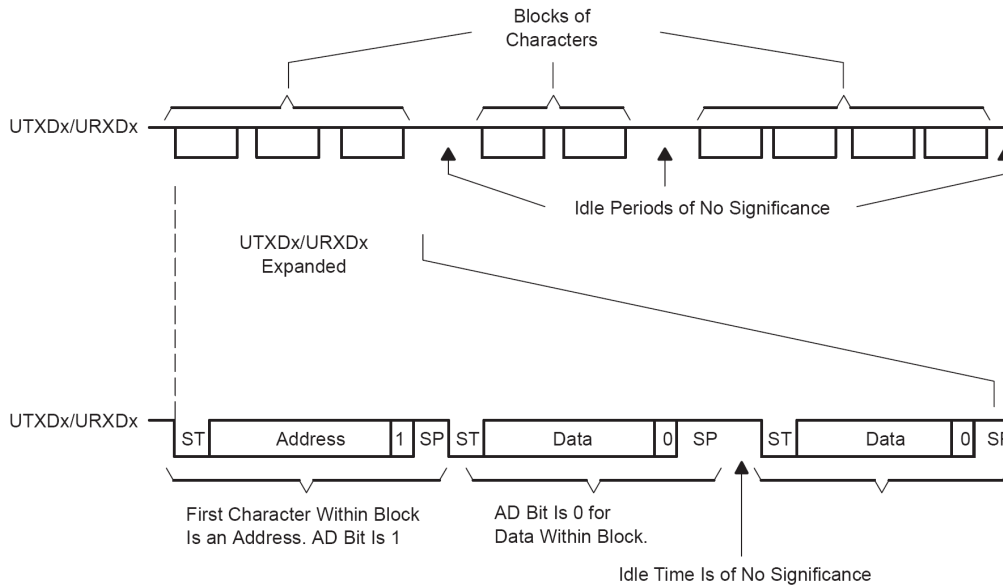 Blocks of
Characters
UTXDx/URXDx
Idle Periods of No Significance
UTXDx/URXDx
Expanded
UTXDx/URXDx
ST Address 1 SP ST Data 0 SP ST Data 0 SP
First Character Within Block
Is an Address. AD Bit Is 1
AD Bit Is 0 for
Data Within Block.
Idle Time Is of No Significance